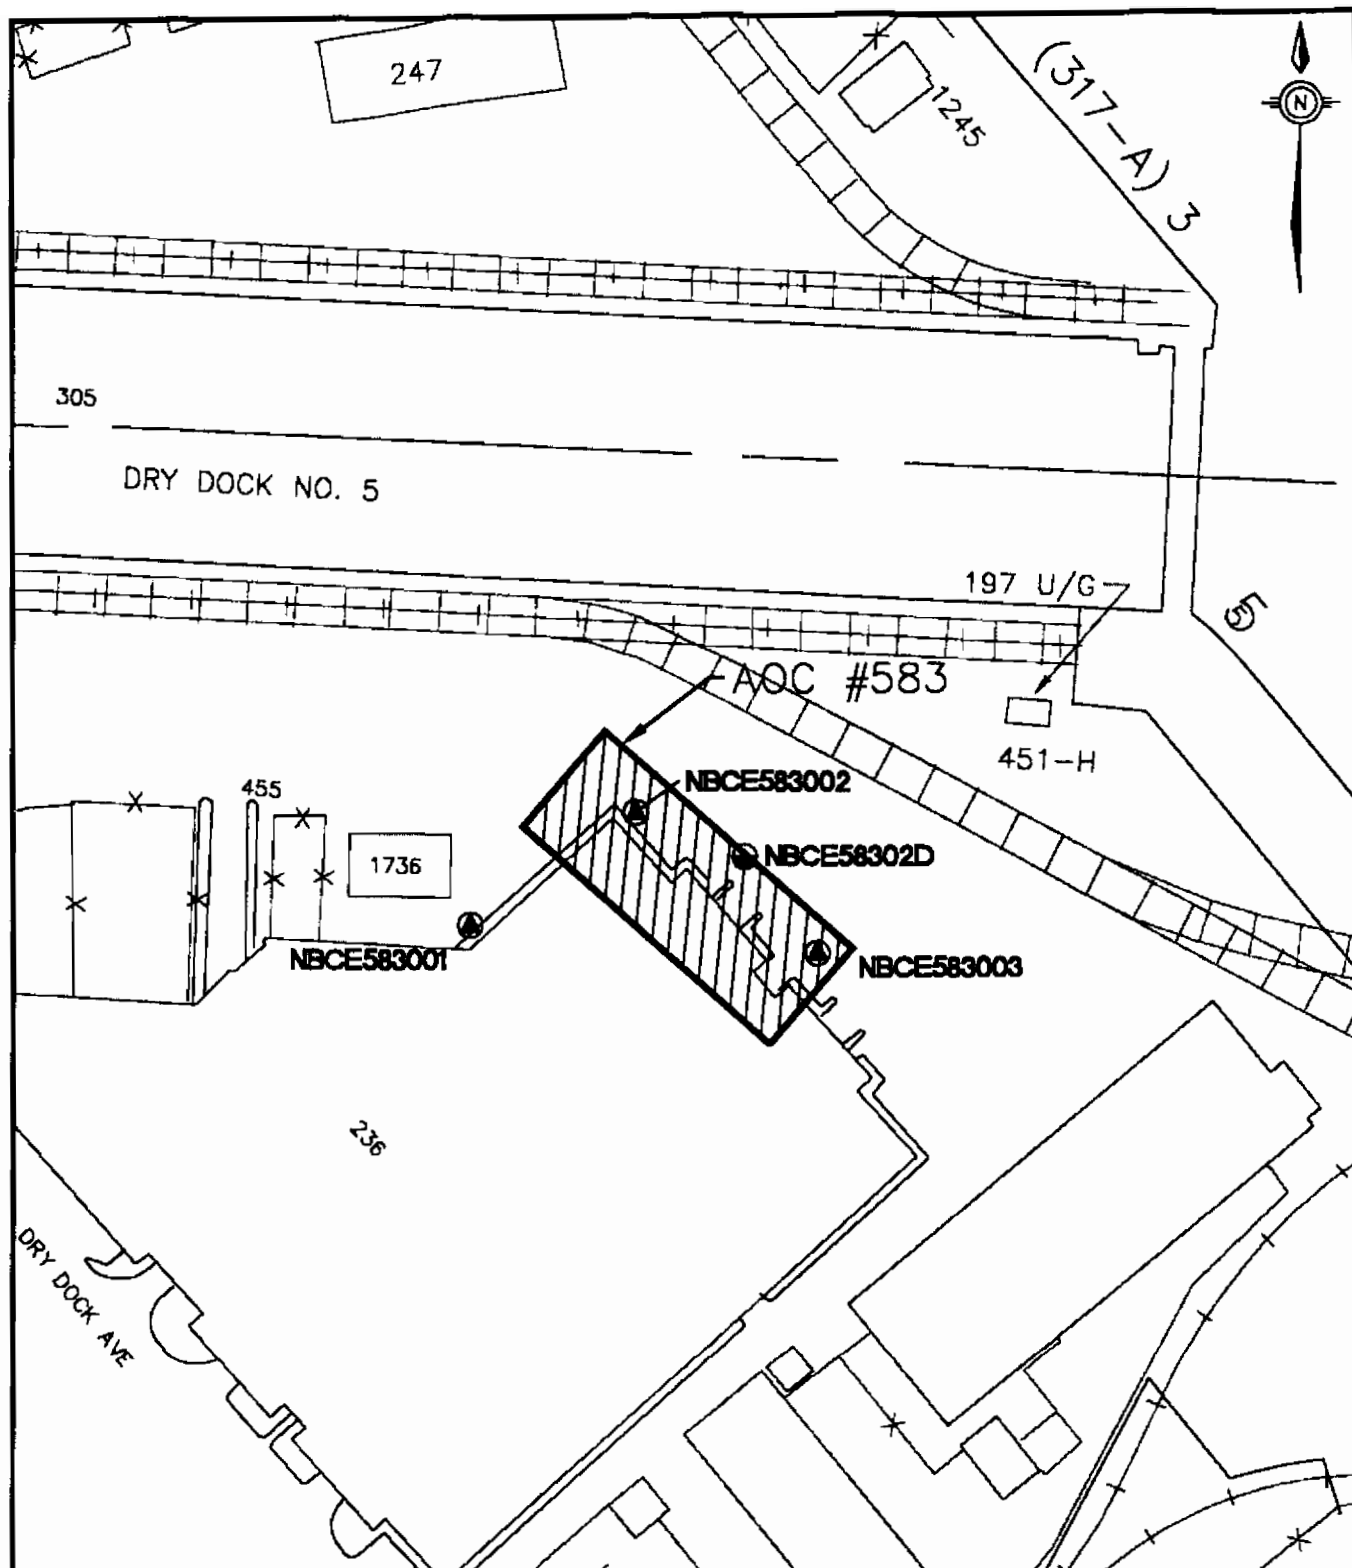 247
1245
(317-A) 3
N
305
DRY DOCK NO. 5
197 U/G
5
AOC #583
451-H
NBCE583002
455
NBCE58302D
1736
NBCE583001
NBCE583003
236
DRY DOCK AVE